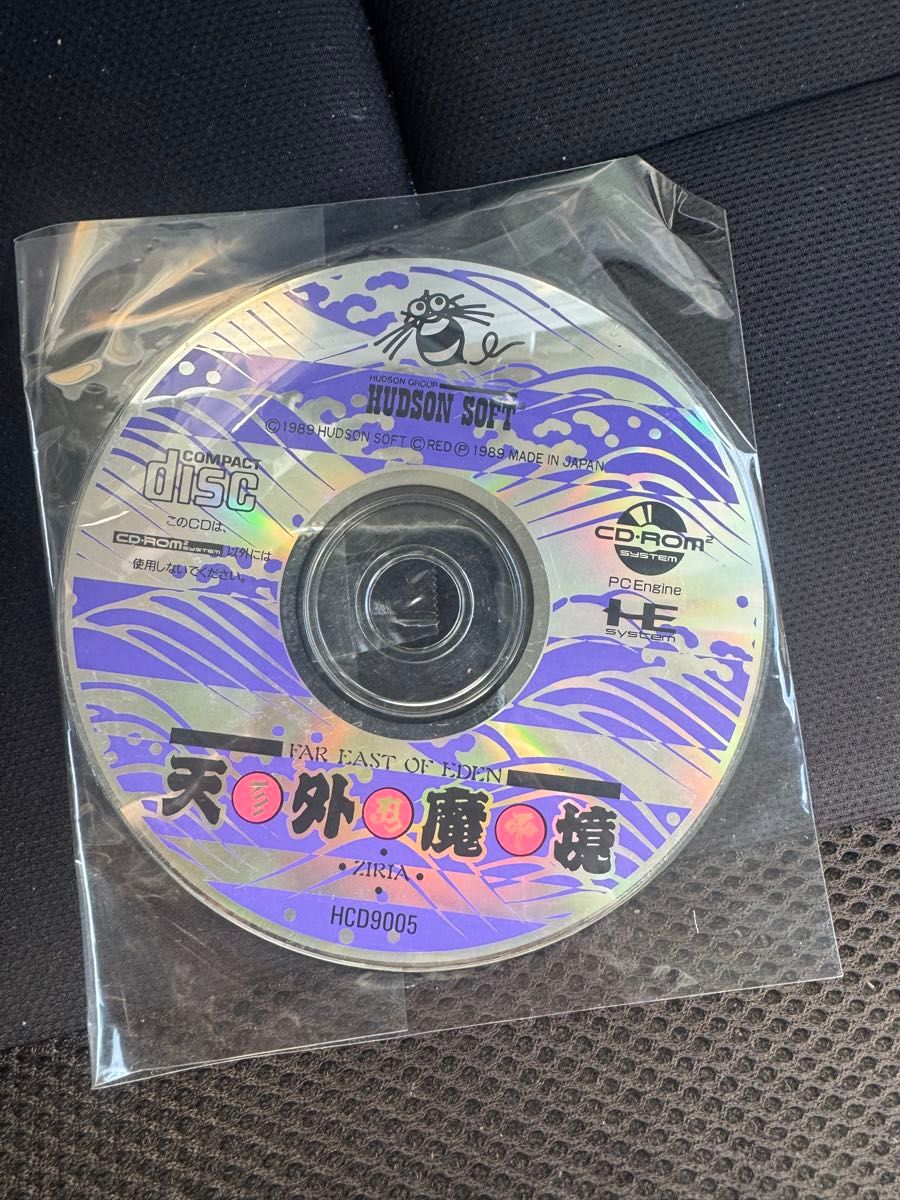 HUDSON GROUP
HUDSON SOFT®
©1989 HUDSON SOFT ©RED ℗1989 MADE IN JAPAN
COMPACT
disc
このCDは、
CD-ROM² SYSTEM 以外には
使用しないでください。
CD-ROM²
SYSTEM
PC Engine
HE
system
FAR EAST OF EDEN
天外魔境
・ZIRIA・
HCD9005